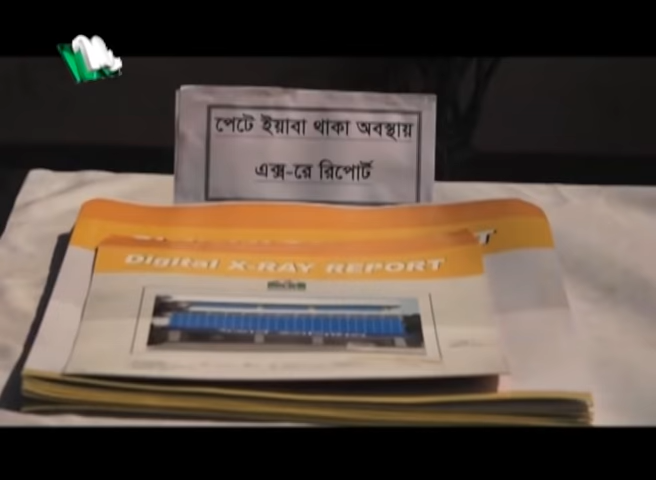 পেটে ইয়াবা থাকা অবস্থায়
এক্স-রে রিপোর্ট
Digital X-RAY REPORT